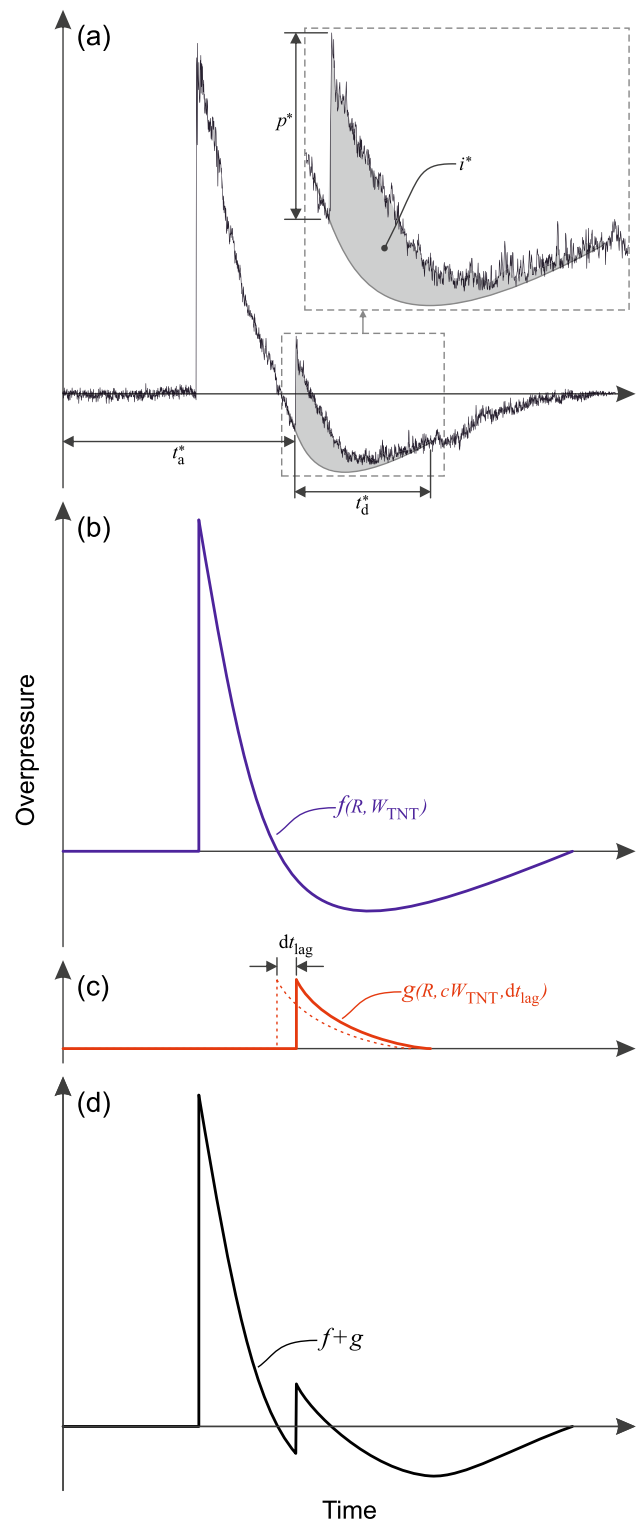 (a)
p*
i*
t*a
t*d
(b)
Overpressure
f(R, WTNT)
dtlag
(c)
g(R, cWTNT, dtlag)
(d)
f+g
Time